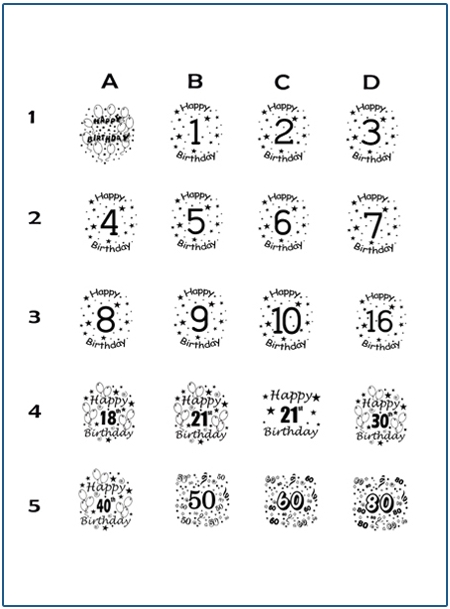 A B C D
1
HAPPY
BIRTHDAY
Happy
1
Birthday
Happy
2
Birthday
Happy
3
Birthday
2
Happy
4
Birthday
Happy
5
Birthday
Happy
6
Birthday
Happy
7
Birthday
3
Happy
8
Birthday
Happy
9
Birthday
Happy
10
Birthday
Happy
16
Birthday
4
Happy
18th
Birthday
Happy
21st
Birthday
Happy
21st
Birthday
Happy
30th
Birthday
5
Happy
40th
Birthday
50
60
80